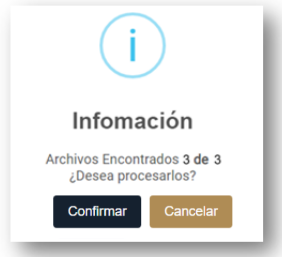 i
Infomación
Archivos Encontrados 3 de 3
¿Desea procesarlos?
Confirmar Cancelar